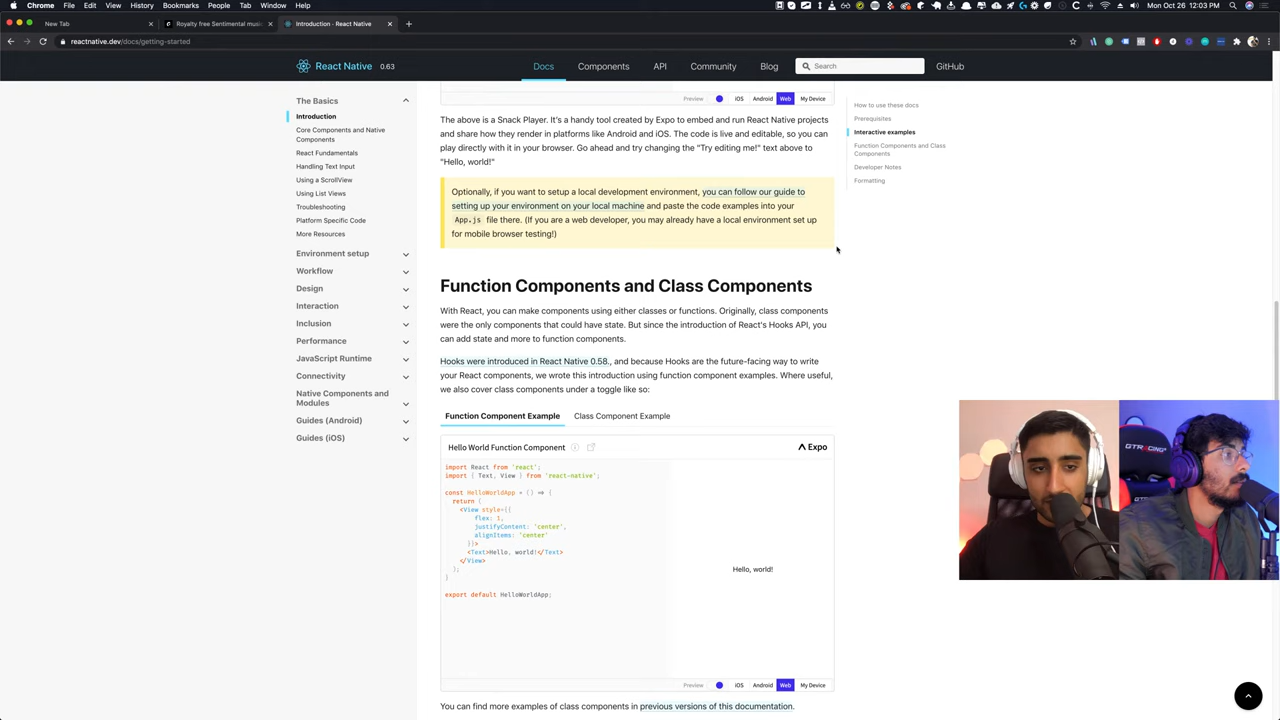 Chrome File Edit View History Bookmarks People Tab Window Help
Mon Oct 26 12:03 PM
New Tab
Royalty free Sentimental musi
Introduction · React Native
reactnative.dev/docs/getting-started
React Native 0.63
Docs Components API Community Blog Search GitHub
The Basics
Introduction
Core Components and Native
Components
React Fundamentals
Handling Text Input
Using a ScrollView
Using List Views
Troubleshooting
Platform Specific Code
More Resources
Environment setup
Workflow
Design
Interaction
Inclusion
Performance
JavaScript Runtime
Connectivity
Native Components and
Modules
Guides (Android)
Guides (iOS)
Preview iOS Android Web My Device
The above is a Snack Player. It's a handy tool created by Expo to embed and run React Native projects
and share how they render in platforms like Android and iOS. The code is live and editable, so you can
play directly with it in your browser. Go ahead and try changing the "Try editing me!" text above to
"Hello, world!"
Optionally, if you want to setup a local development environment, you can follow our guide to
setting up your environment on your local machine and paste the code examples into your
App.js file there. (If you are a web developer, you may already have a local environment set up
for mobile browser testing!)
Function Components and Class Components
With React, you can make components using either classes or functions. Originally, class components
were the only components that could have state. But since the introduction of React's Hooks API, you
can add state and more to function components.
Hooks were introduced in React Native 0.58., and because Hooks are the future-facing way to write
your React components, we wrote this introduction using function component examples. Where useful,
we also cover class components under a toggle like so:
Function Component Example Class Component Example
Hello World Function Component
Expo
import React from 'react';
import { Text, View } from 'react-native';
const HelloWorldApp = () => {
return (
<View style={{
flex: 1,
justifyContent: 'center',
alignItems: 'center'
}}>
<Text>Hello, world!</Text>
</View>
);
}
export default HelloWorldApp;
Hello, world!
Preview iOS Android Web My Device
You can find more examples of class components in previous versions of this documentation.
How to use these docs
Prerequisites
Interactive examples
Function Components and Class
Components
Developer Notes
Formatting
GTRACING
GTRACING